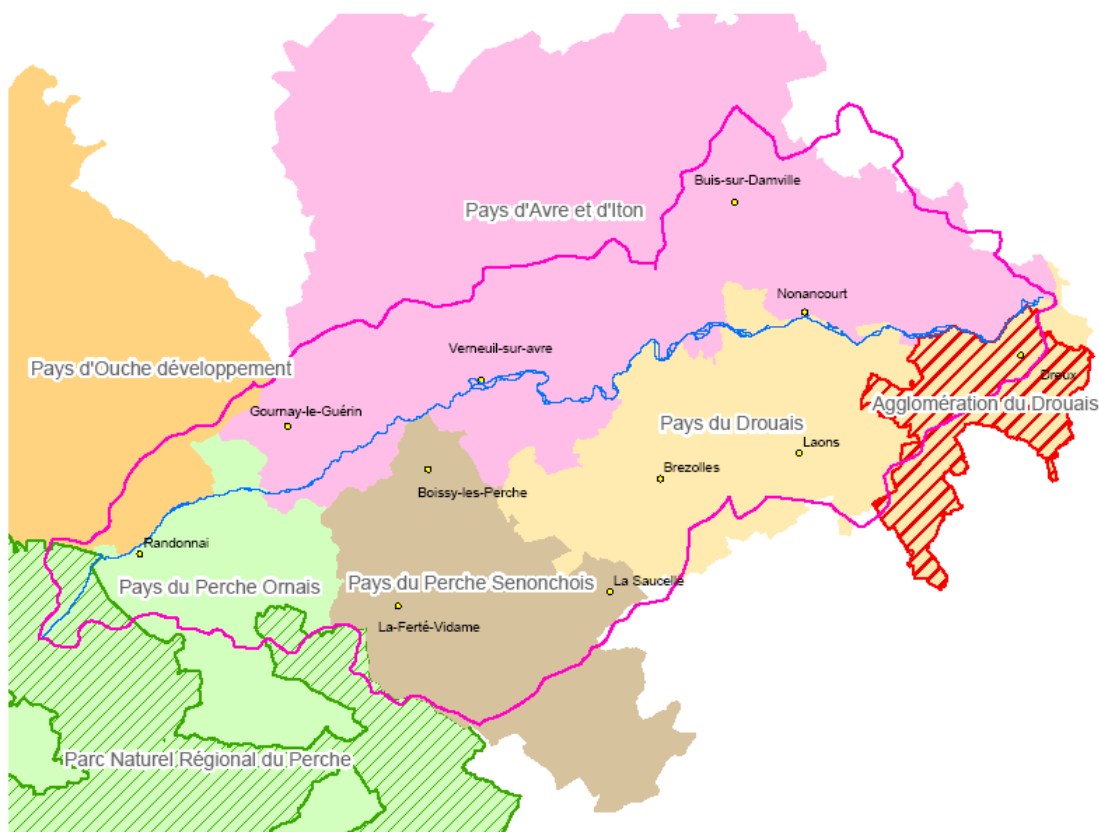 Buis-sur-Damville
Pays d'Avre et d'Iton
Nonancourt
Verneuil-sur-avre
Pays d'Ouche développement
Dreux
Agglomération du Drouais
Gournay-le-Guérin
Pays du Drouais
Laons
Brezolles
Boissy-les-Perche
Randonnai
Pays du Perche Ornais
Pays du Perche Senonchois
La Saucelle
La-Ferté-Vidame
Parc Naturel Régional du Perche